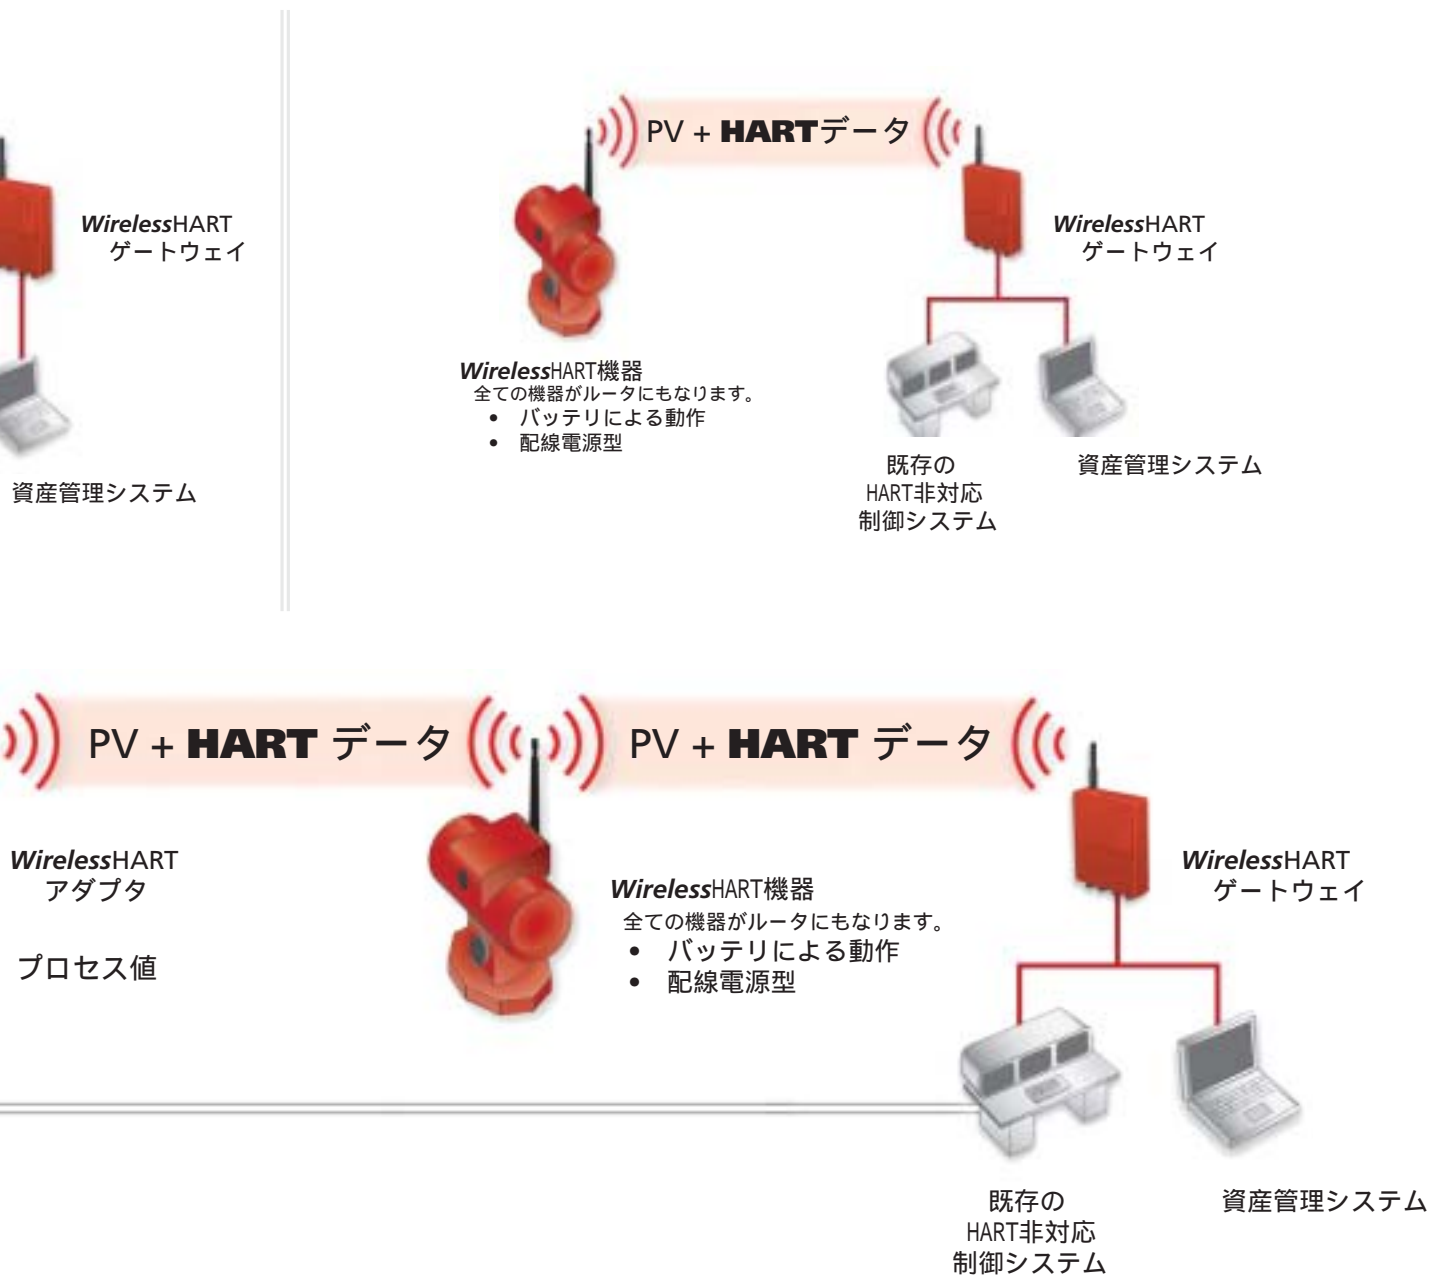 WirelessHART
ゲートウェイ
資産管理システム
PV + HARTデータ
WirelessHART
ゲートウェイ
WirelessHART機器
全ての機器がルータにもなります。
• バッテリによる動作
• 配線電源型
既存の
HART非対応
制御システム
資産管理システム
PV + HART データ
PV + HART データ
WirelessHART
アダプタ
プロセス値
WirelessHART機器
全ての機器がルータにもなります。
• バッテリによる動作
• 配線電源型
WirelessHART
ゲートウェイ
既存の
HART非対応
制御システム
資産管理システム